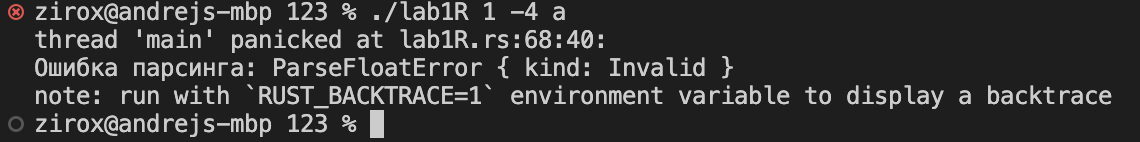 zirox@andrejs-mbp 123 % ./lab1R 1 -4 a
thread 'main' panicked at lab1R.rs:68:40:
Ошибка парсинга: ParseFloatError { kind: Invalid }
note: run with `RUST_BACKTRACE=1` environment variable to display a backtrace
zirox@andrejs-mbp 123 %